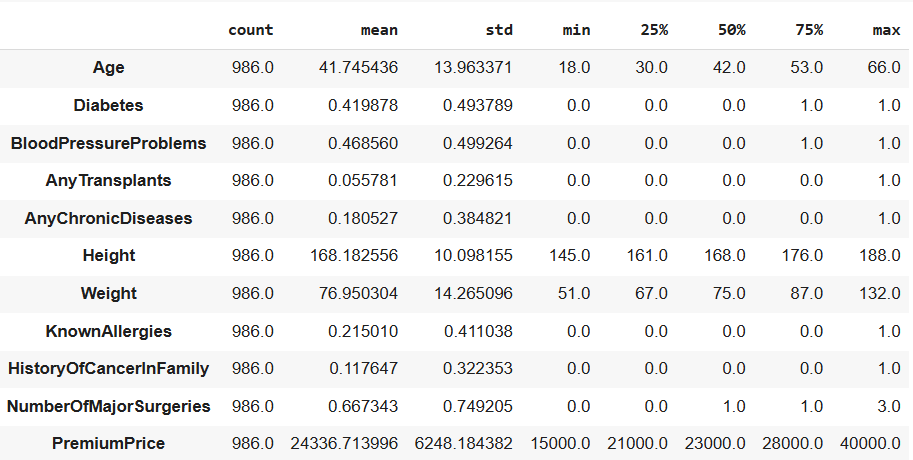 count mean std min 25% 50% 75% max
Age 986.0 41.745436 13.963371 18.0 30.0 42.0 53.0 66.0
Diabetes 986.0 0.419878 0.493789 0.0 0.0 0.0 1.0 1.0
BloodPressureProblems 986.0 0.468560 0.499264 0.0 0.0 0.0 1.0 1.0
AnyTransplants 986.0 0.055781 0.229615 0.0 0.0 0.0 0.0 1.0
AnyChronicDiseases 986.0 0.180527 0.384821 0.0 0.0 0.0 0.0 1.0
Height 986.0 168.182556 10.098155 145.0 161.0 168.0 176.0 188.0
Weight 986.0 76.950304 14.265096 51.0 67.0 75.0 87.0 132.0
KnownAllergies 986.0 0.215010 0.411038 0.0 0.0 0.0 0.0 1.0
HistoryOfCancerInFamily 986.0 0.117647 0.322353 0.0 0.0 0.0 0.0 1.0
NumberOfMajorSurgeries 986.0 0.667343 0.749205 0.0 0.0 1.0 1.0 3.0
PremiumPrice 986.0 24336.713996 6248.184382 15000.0 21000.0 23000.0 28000.0 40000.0